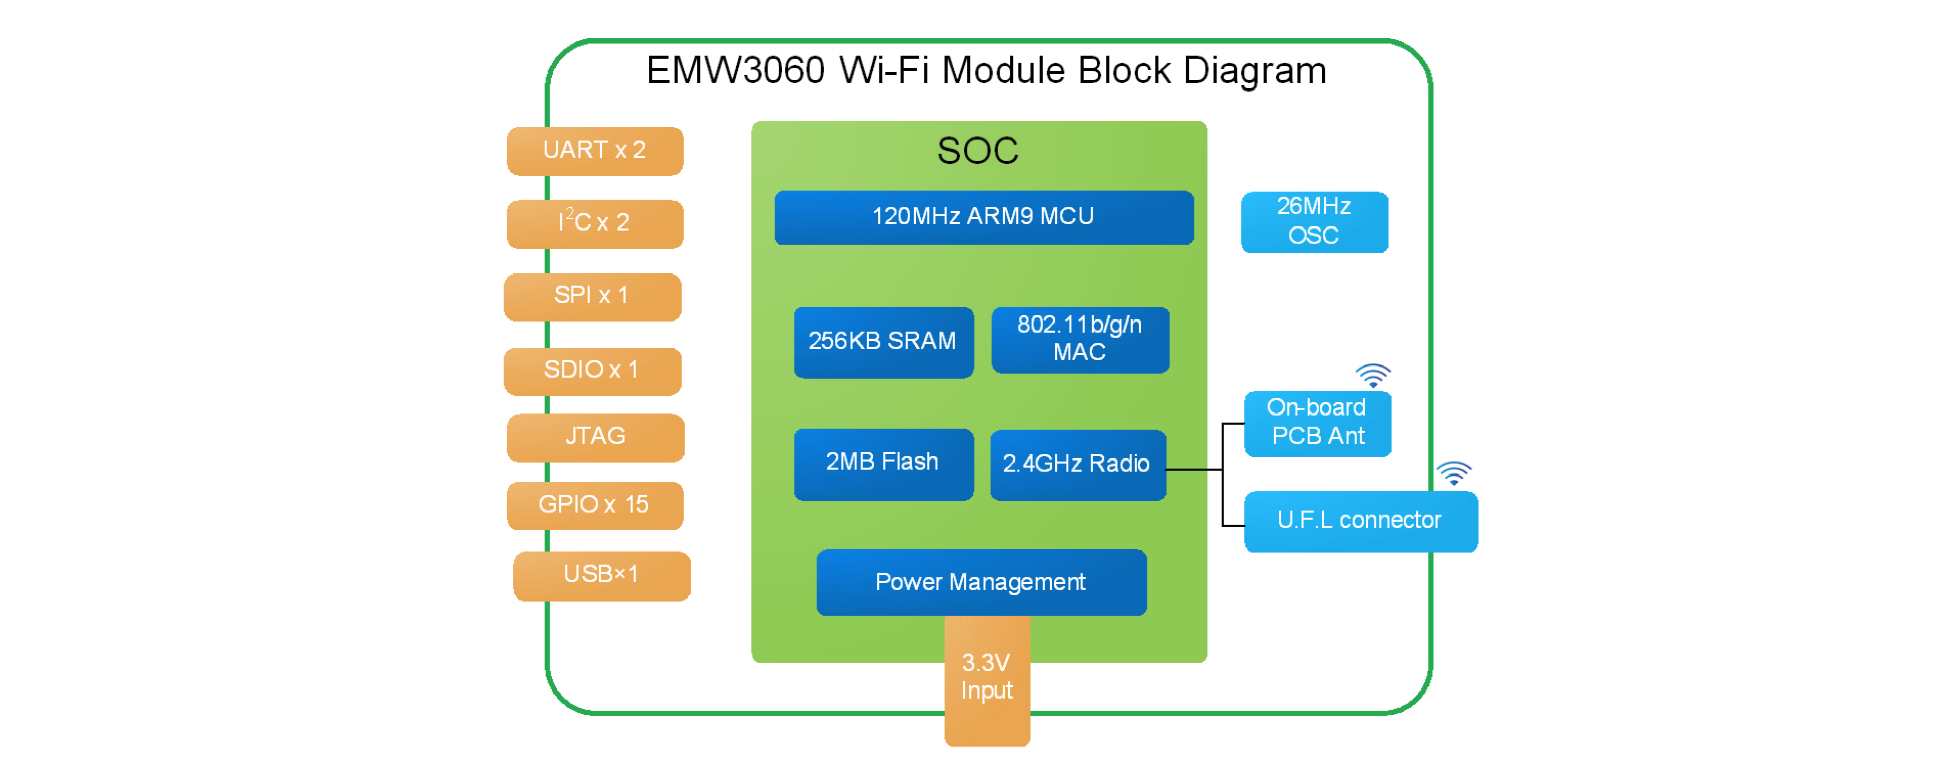 EMW3060 Wi-Fi Module Block Diagram
UART x 2
I²C x 2
SPI x 1
SDIO x 1
JTAG
GPIO x 15
USB×1
SOC
120MHz ARM9 MCU
256KB SRAM
802.11b/g/n
MAC
2MB Flash
2.4GHz Radio
Power Management
3.3V
Input
26MHz
OSC
On-board
PCB Ant
U.F.L connector